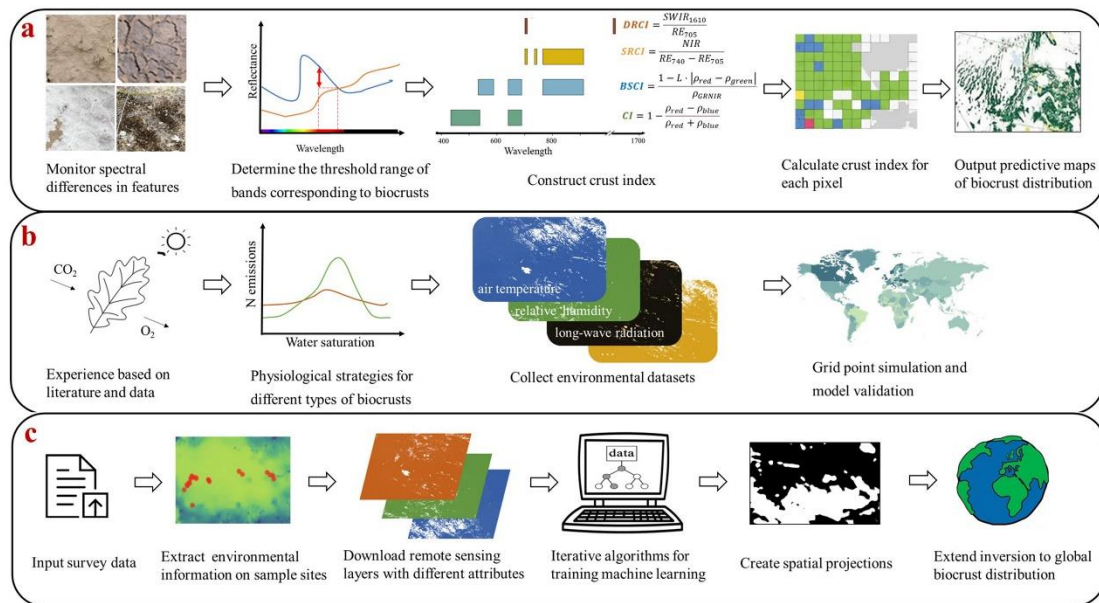 a
Reflectance
Wavelength
DRCI = SWIR₁₆₁₀ / RE₇₀₅
SRCI = NIR / RE₇₄₀ − RE₇₀₅
BSCI = 1 − L · |ρred − ρgreen| / ρGRNIR
CI = 1 − ρred − ρblue / ρred + ρblue
400 600 800 1700
Wavelength
Monitor spectral
differences in features
Determine the threshold range of
bands corresponding to biocrusts
Construct crust index
Calculate crust index for
each pixel
Output predictive maps
of biocrust distribution
b
CO₂
O₂
N emissions
Water saturation
air temperature
relative humidity
long-wave radiation
Experience based on
literature and data
Physiological strategies for
different types of biocrusts
Collect environmental datasets
Grid point simulation and
model validation
c
data
Input survey data
Extract environmental
information on sample sites
Download remote sensing
layers with different attributes
Iterative algorithms for
training machine learning
Create spatial projections
Extend inversion to global
biocrust distribution